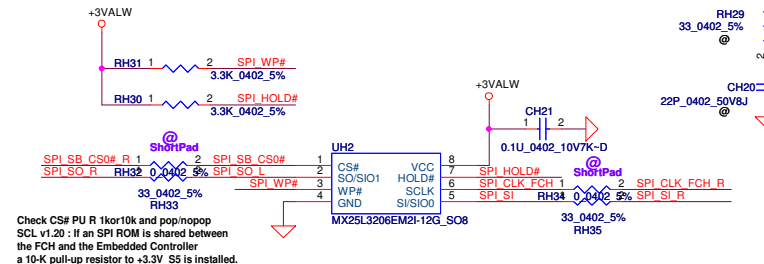 +3VALW
RH31 1 2 SPI_WP#
3.3K_0402_5%
RH30 1 2 SPI_HOLD#
3.3K_0402_5%
RH29
33_0402_5%
@
2
CH20
22P_0402_50V8J
@
+3VALW
CH21
1 2
0.1U_0402_10V7K~D
@
ShortPad
SPI_SB_CS0#_R 1 2 SPI_SB_CS0#
SPI_SO_R RH32 1 0_0402_5% 2 SPI_SO_L
33_0402_5%
RH33
SPI_WP#
UH2
1 CS# VCC 8
2 SO/SIO1 HOLD# 7
3 WP# SCLK 6
4 GND SI/SIO0 5
MX25L3206EM2I-12G_SO8
SPI_HOLD#
@
ShortPad
SPI_CLK_FCH 1 2 SPI_CLK_FCH_R
SPI_SI RH34 1 0_0402_5% 2 SPI_SI_R
33_0402_5%
RH35
Check CS# PU R 1kor10k and pop/nopop
SCL v1.20 : If an SPI ROM is shared between
the FCH and the Embedded Controller
a 10-K pull-up resistor to +3.3V_S5 is installed.